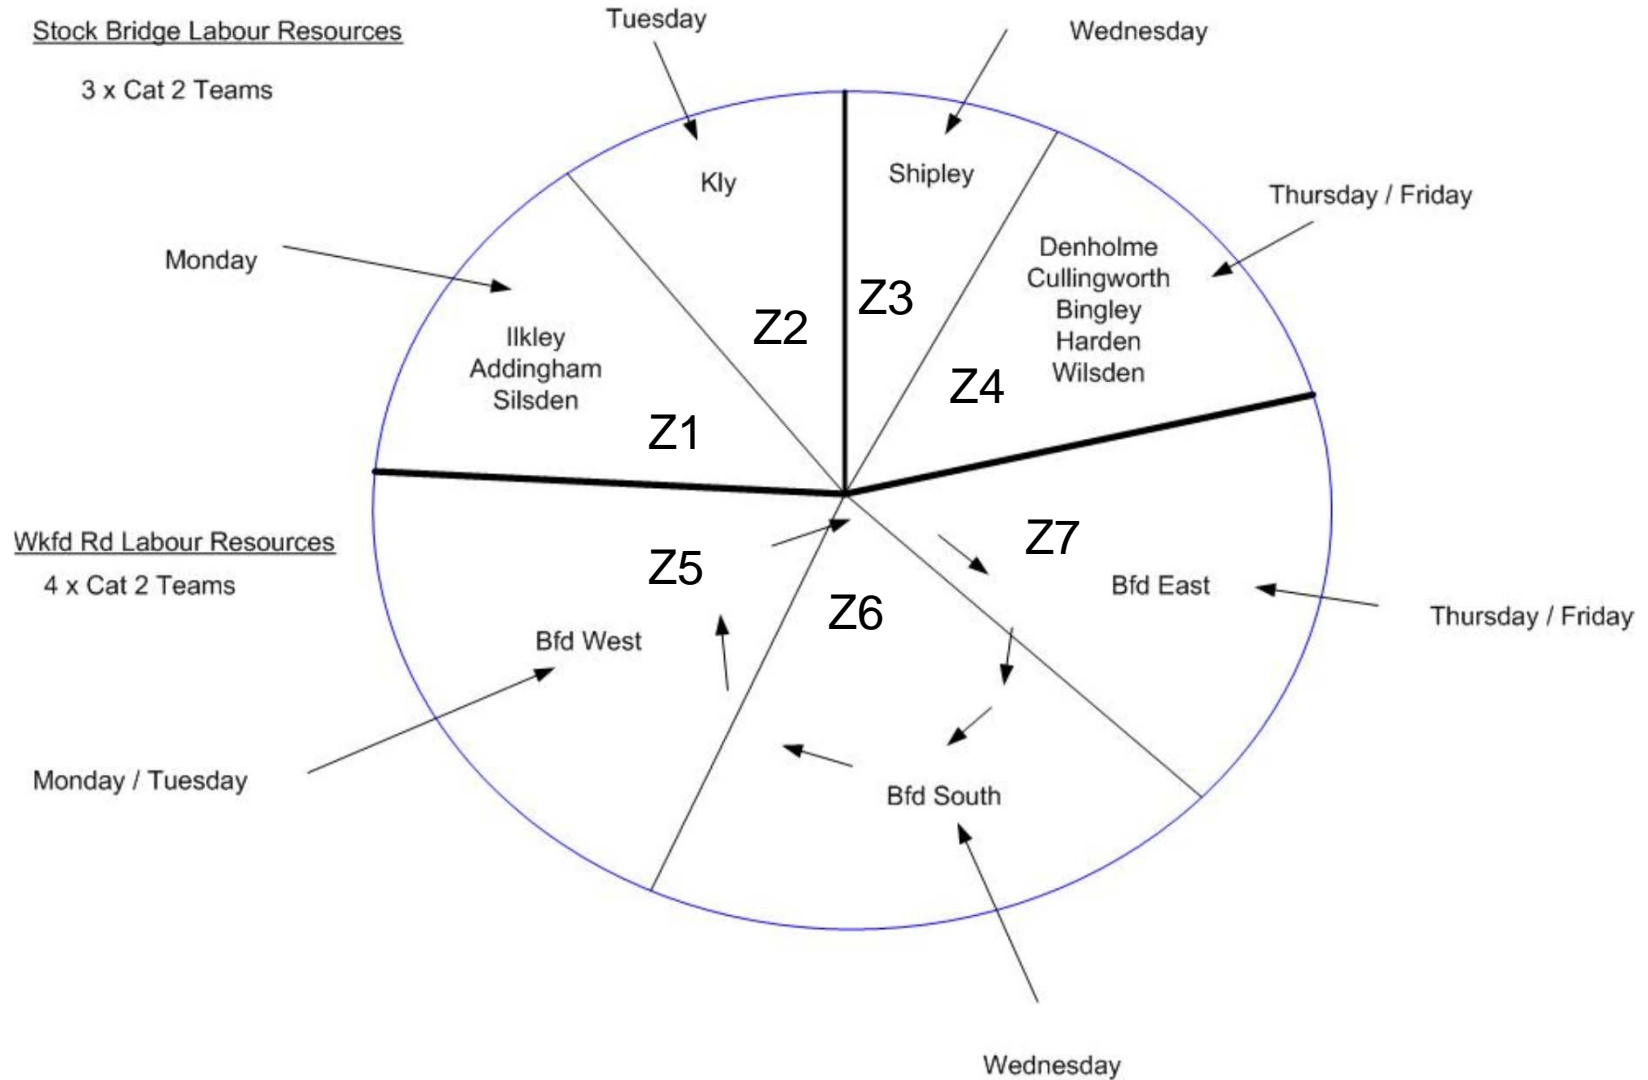 Stock Bridge Labour Resources
3 x Cat 2 Teams
Tuesday
Wednesday
Kly
Shipley
Thursday / Friday
Monday
Denholme
Cullingworth
Bingley
Harden
Wilsden
Z3
Z2
Ilkley
Addingham
Silsden
Z4
Z1
Wkfd Rd Labour Resources
4 x Cat 2 Teams
Z5
Z7
Z6
Bfd East
Thursday / Friday
Bfd West
Monday / Tuesday
Bfd South
Wednesday